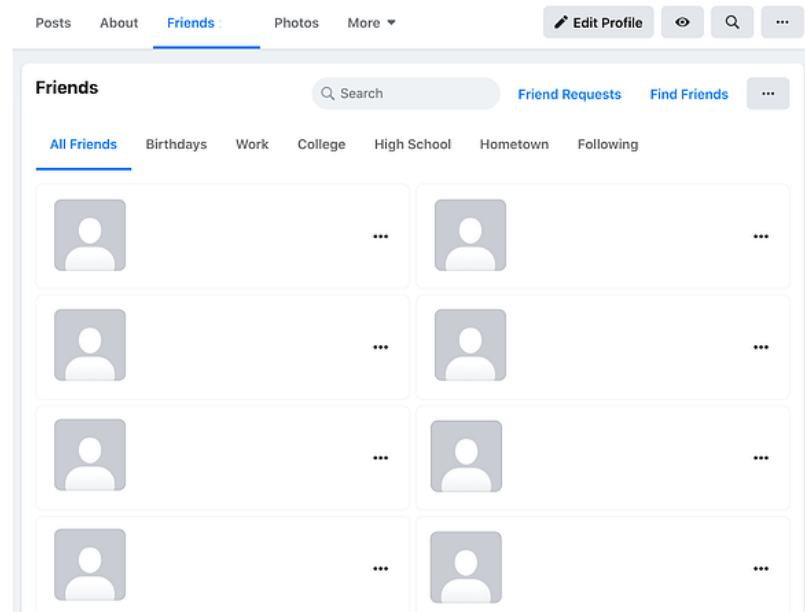 Posts About Friends Photos More Edit Profile
Friends Search Friend Requests Find Friends
All Friends Birthdays Work College High School Hometown Following